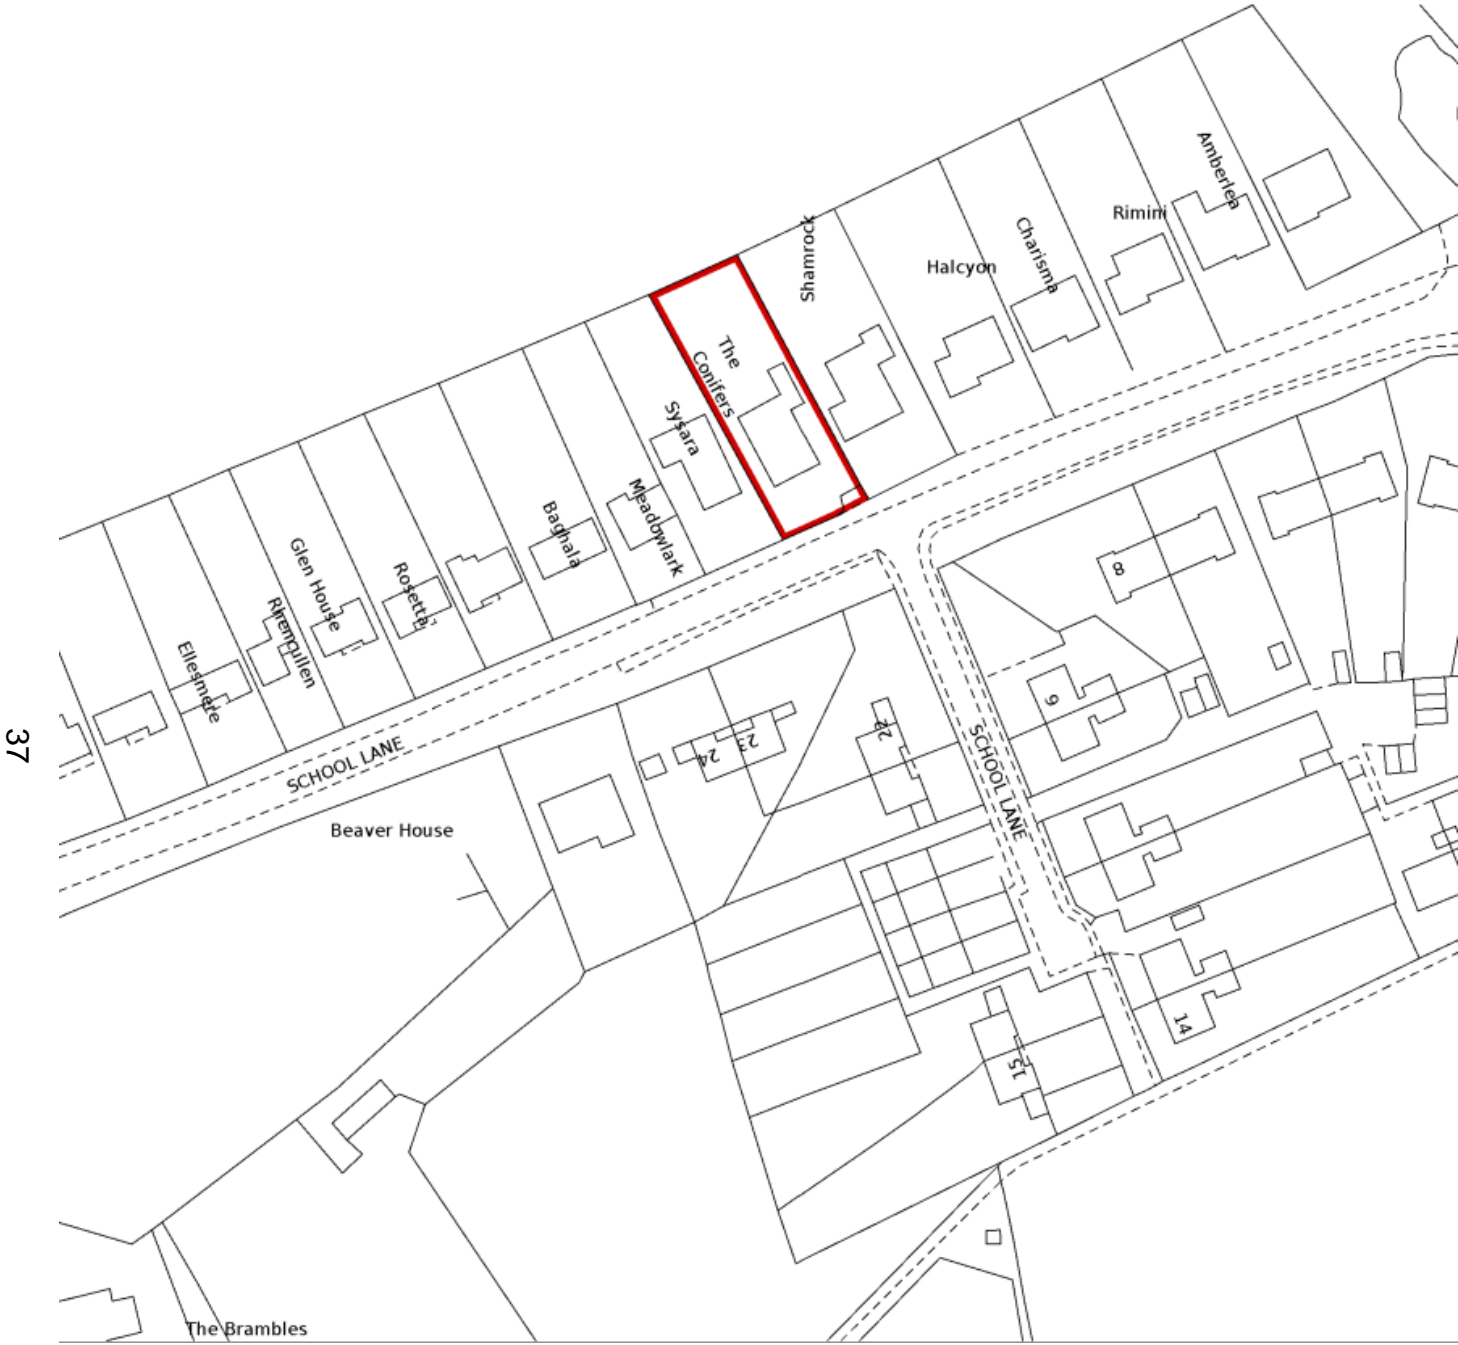 Amberlea
Rimini
Charisma
Halcyon
Shamrock
The
Conifers
Sysara
Meadowlark
Baghala
Rosetta
Glen House
Rhencullen
Ellesmere
SCHOOL LANE
Beaver House
8
9
22
23
24
SCHOOL LANE
14
15
The Brambles
37